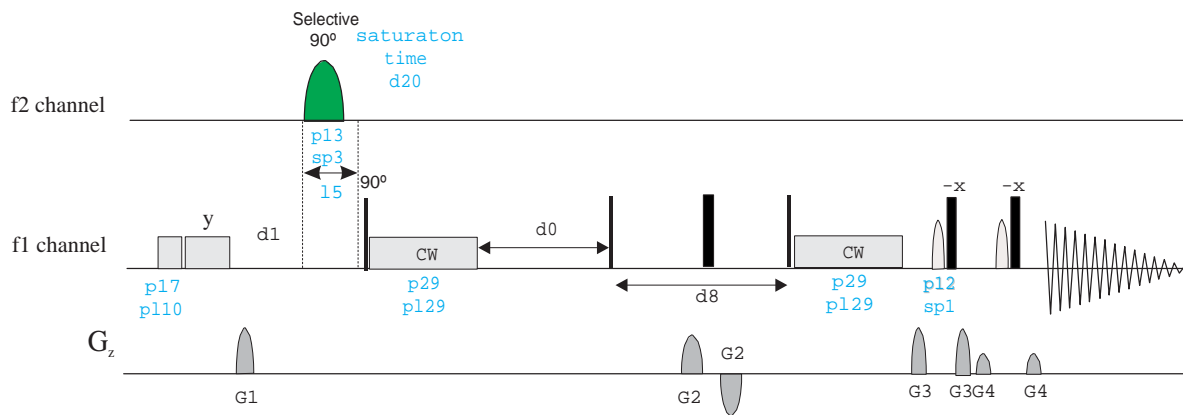 Selective
90º
saturaton
time
d20
f2 channel
p13
sp3
l5
90º
-x
-x
y
d1
d0
f1 channel
CW
CW
p17
pl10
p29
pl29
d8
p29
pl29
p12
sp1
Gz
G2
G1
G2
G3
G3G4
G4